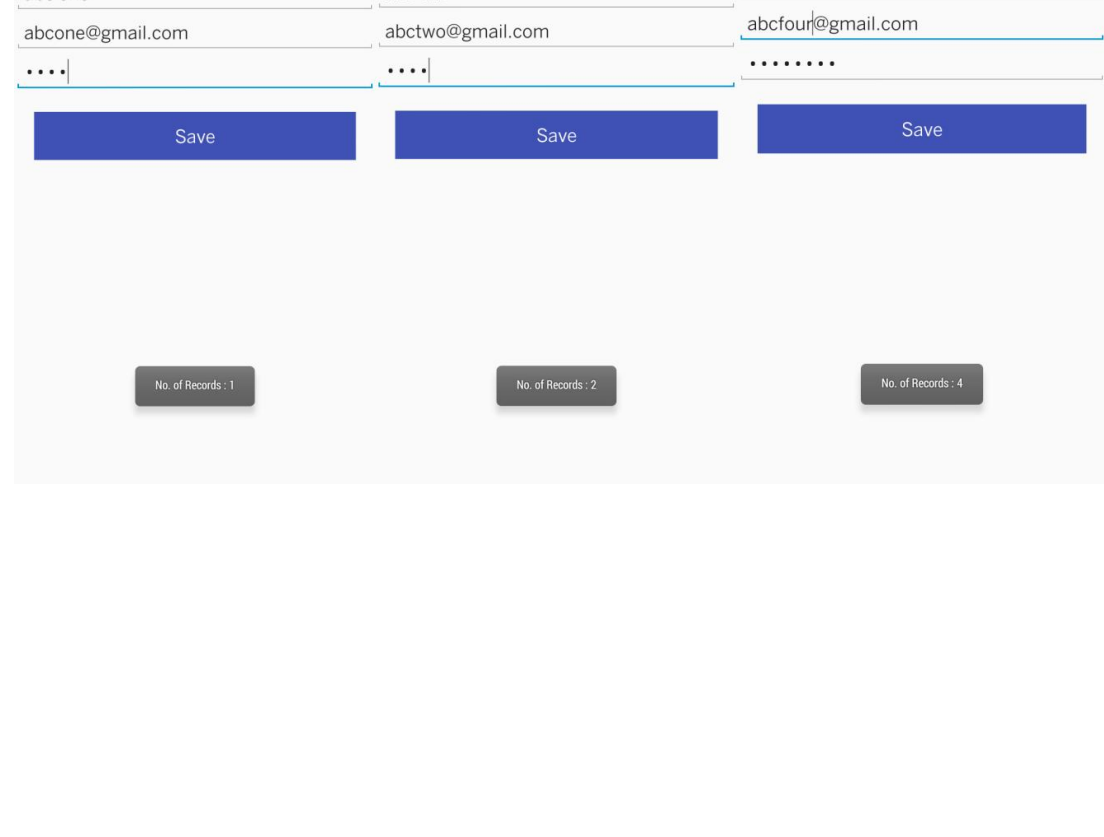 abcone@gmail.com
••••
Save
No. of Records : 1
abctwo@gmail.com
••••
Save
No. of Records : 2
abcfour@gmail.com
••••••••
Save
No. of Records : 4